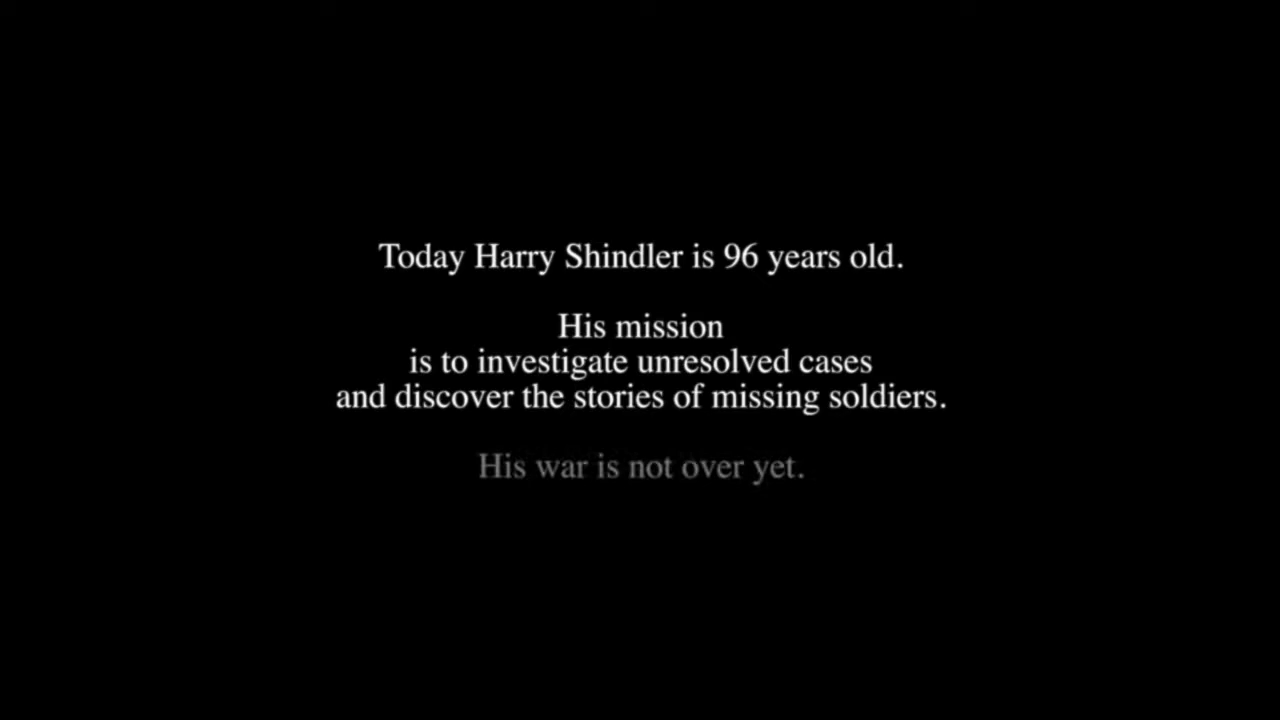 Today Harry Shindler is 96 years old.
His mission
is to investigate unresolved cases
and discover the stories of missing soldiers.
His war is not over yet.